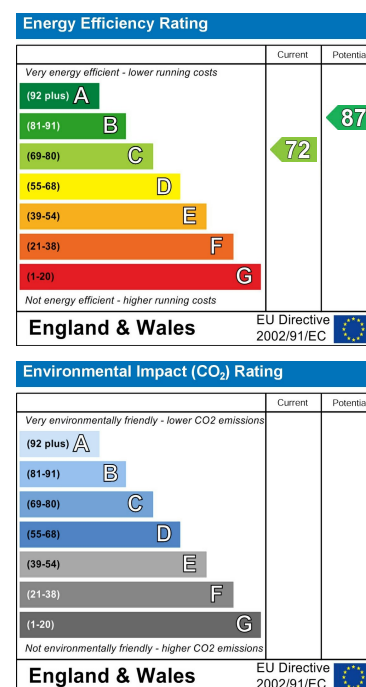 Energy Efficiency Rating
Current Potentia
Very energy efficient - lower running costs
(92 plus) A
(81-91) B
87
(69-80) C
72
(55-68) D
(39-54) E
(21-38) F
(1-20) G
Not energy efficient - higher running costs
England & Wales
EU Directive
2002/91/EC
Environmental Impact (CO₂) Rating
Current Potentia
Very environmentally friendly - lower CO2 emissions
(92 plus) A
(81-91) B
(69-80) C
(55-68) D
(39-54) E
(21-38) F
(1-20) G
Not environmentally friendly - higher CO2 emissions
England & Wales
EU Directive
2002/91/EC